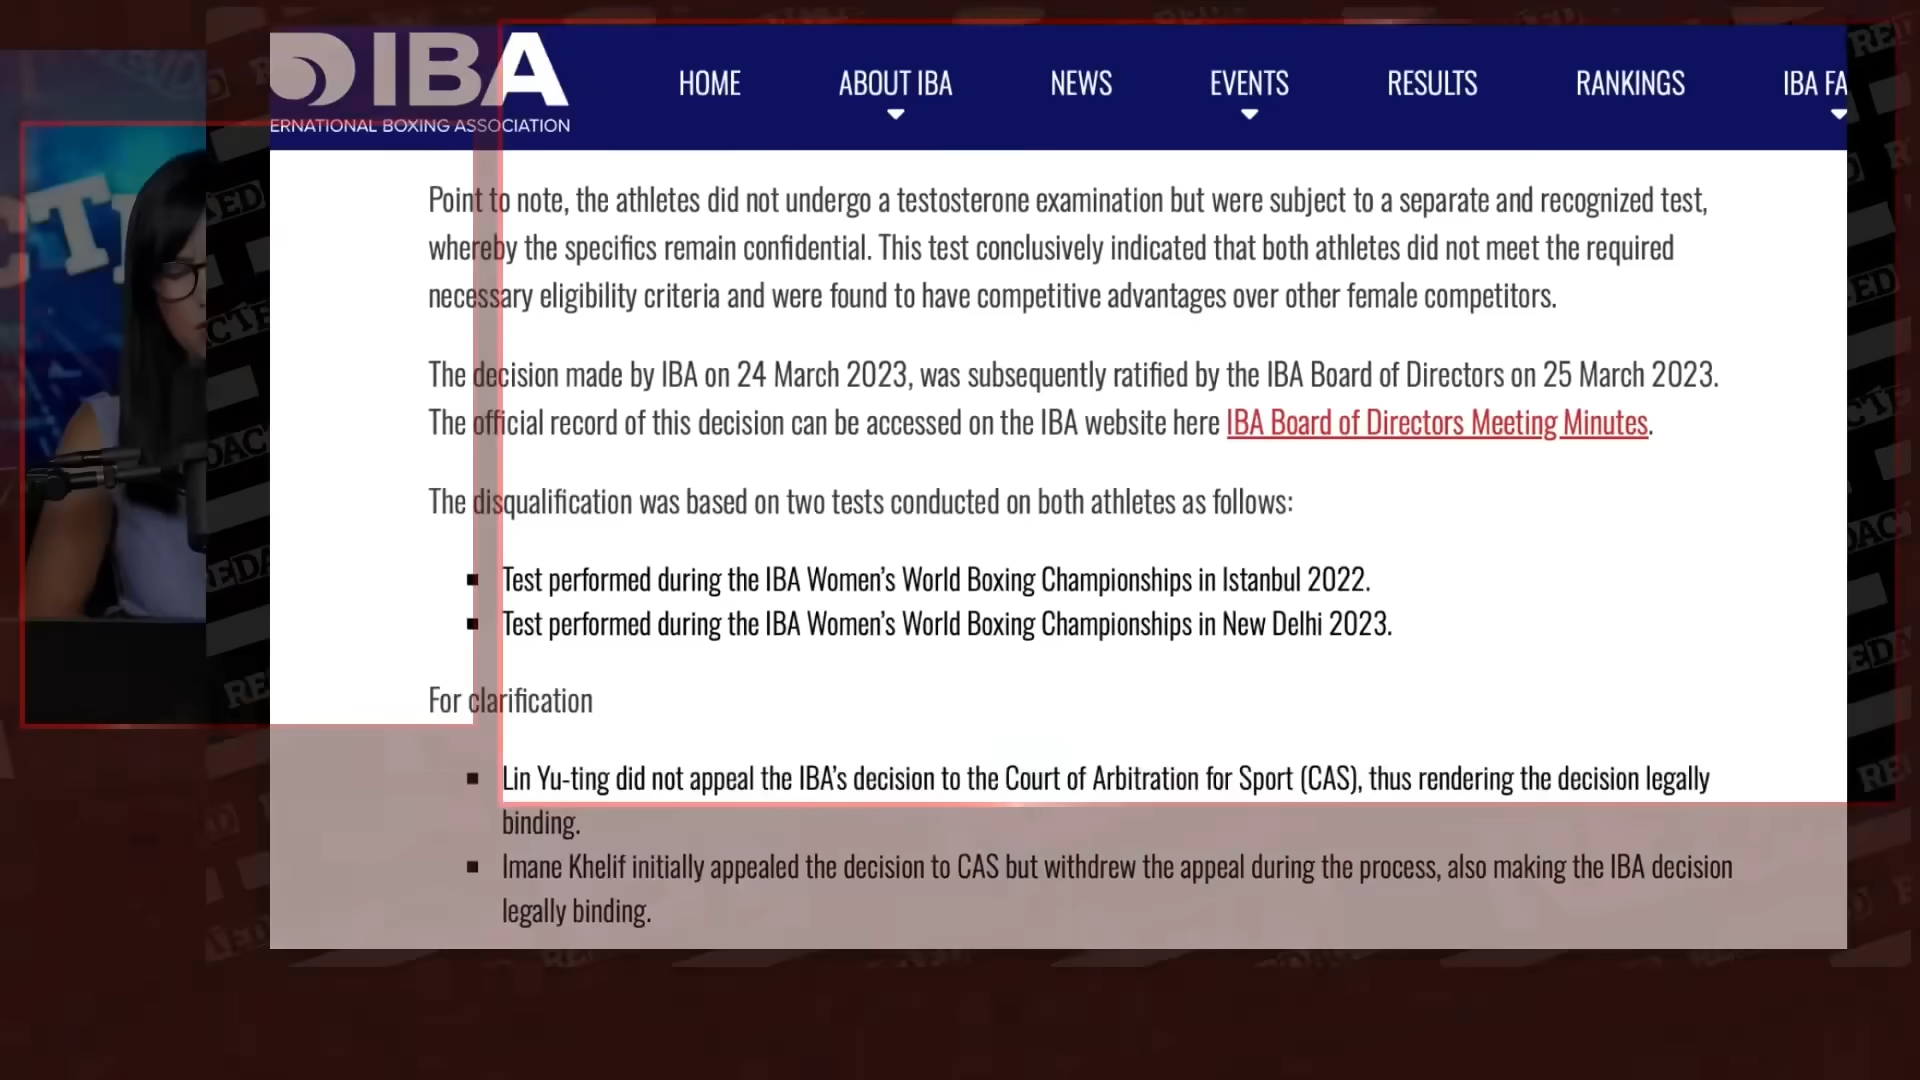 IBA
ERNATIONAL BOXING ASSOCIATION
HOME
ABOUT IBA
NEWS
EVENTS
RESULTS
RANKINGS
IBA FA
Point to note, the athletes did not undergo a testosterone examination but were subject to a separate and recognized test,
whereby the specifics remain confidential. This test conclusively indicated that both athletes did not meet the required
necessary eligibility criteria and were found to have competitive advantages over other female competitors.
The decision made by IBA on 24 March 2023, was subsequently ratified by the IBA Board of Directors on 25 March 2023.
The official record of this decision can be accessed on the IBA website here IBA Board of Directors Meeting Minutes.
The disqualification was based on two tests conducted on both athletes as follows:
▪ Test performed during the IBA Women's World Boxing Championships in Istanbul 2022.
▪ Test performed during the IBA Women's World Boxing Championships in New Delhi 2023.
For clarification
▪ Lin Yu-ting did not appeal the IBA's decision to the Court of Arbitration for Sport (CAS), thus rendering the decision legally
binding.
▪ Imane Khelif initially appealed the decision to CAS but withdrew the appeal during the process, also making the IBA decision
legally binding.